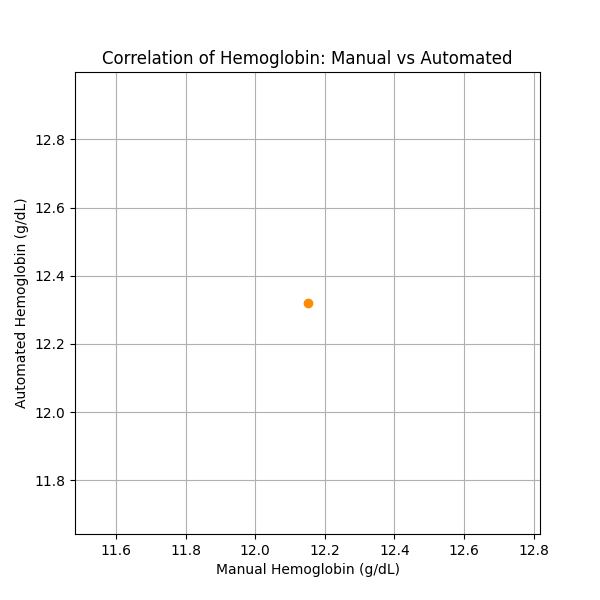 Correlation of Hemoglobin: Manual vs Automated
12.8
12.6
12.4
12.2
12.0
11.8
Automated Hemoglobin (g/dL)
11.6 11.8 12.0 12.2 12.4 12.6 12.8
Manual Hemoglobin (g/dL)